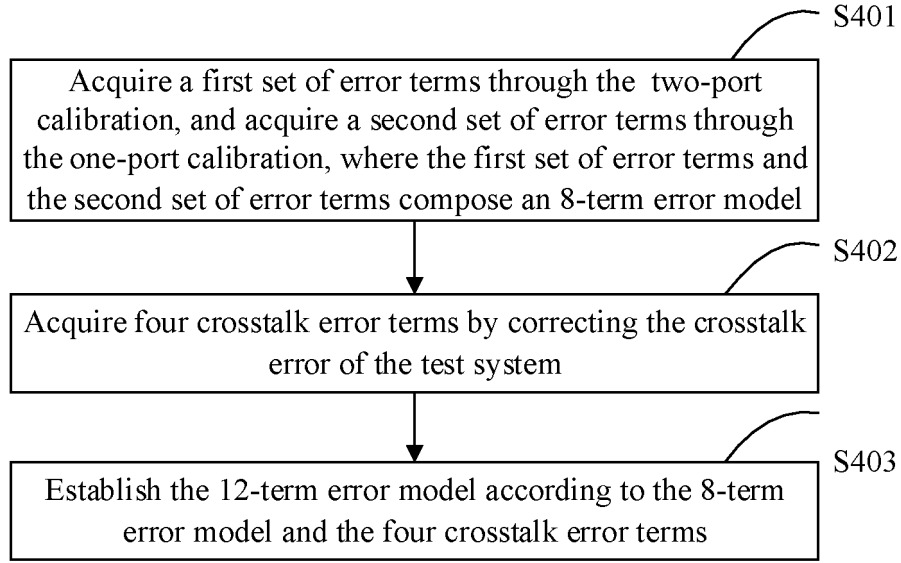 S401
Acquire a first set of error terms through the two-port
calibration, and acquire a second set of error terms through
the one-port calibration, where the first set of error terms and
the second set of error terms compose an 8-term error model
S402
Acquire four crosstalk error terms by correcting the crosstalk
error of the test system
S403
Establish the 12-term error model according to the 8-term
error model and the four crosstalk error terms